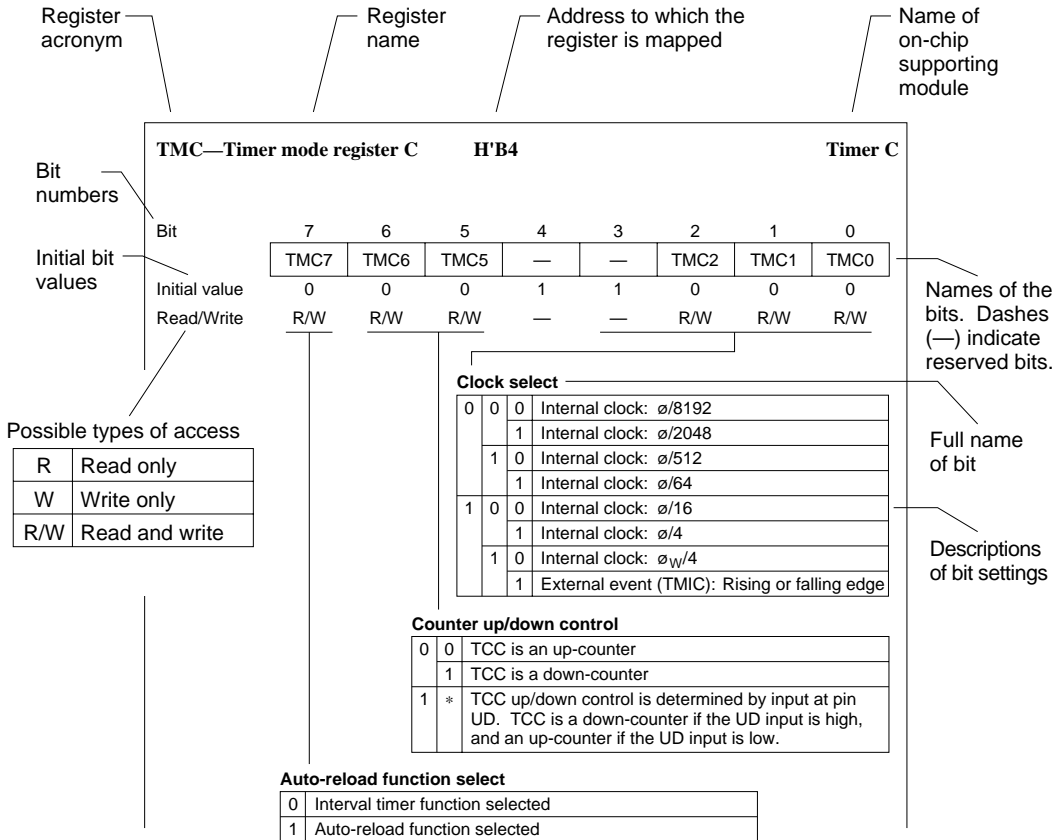 Register
acronym
Register
name
Address to which the
register is mapped
Name of
on-chip
supporting
module
TMC—Timer mode register C H'B4 Timer C
Bit
numbers
Bit 7 6 5 4 3 2 1 0
Initial bit
values
TMC7 TMC6 TMC5 — — TMC2 TMC1 TMC0
Initial value 0 0 0 1 1 0 0 0
Read/Write R/W R/W R/W — — R/W R/W R/W
Names of the
bits. Dashes
(—) indicate
reserved bits.
Possible types of access
R Read only
W Write only
R/W Read and write
Clock select
0 0 0 Internal clock: ø/8192
1 Internal clock: ø/2048
1 0 Internal clock: ø/512
1 Internal clock: ø/64
1 0 0 Internal clock: ø/16
1 Internal clock: ø/4
1 0 Internal clock: øW/4
1 External event (TMIC): Rising or falling edge
Full name
of bit
Descriptions
of bit settings
Counter up/down control
0 0 TCC is an up-counter
1 TCC is a down-counter
1 * TCC up/down control is determined by input at pin
UD. TCC is a down-counter if the UD input is high,
and an up-counter if the UD input is low.
Auto-reload function select
0 Interval timer function selected
1 Auto-reload function selected